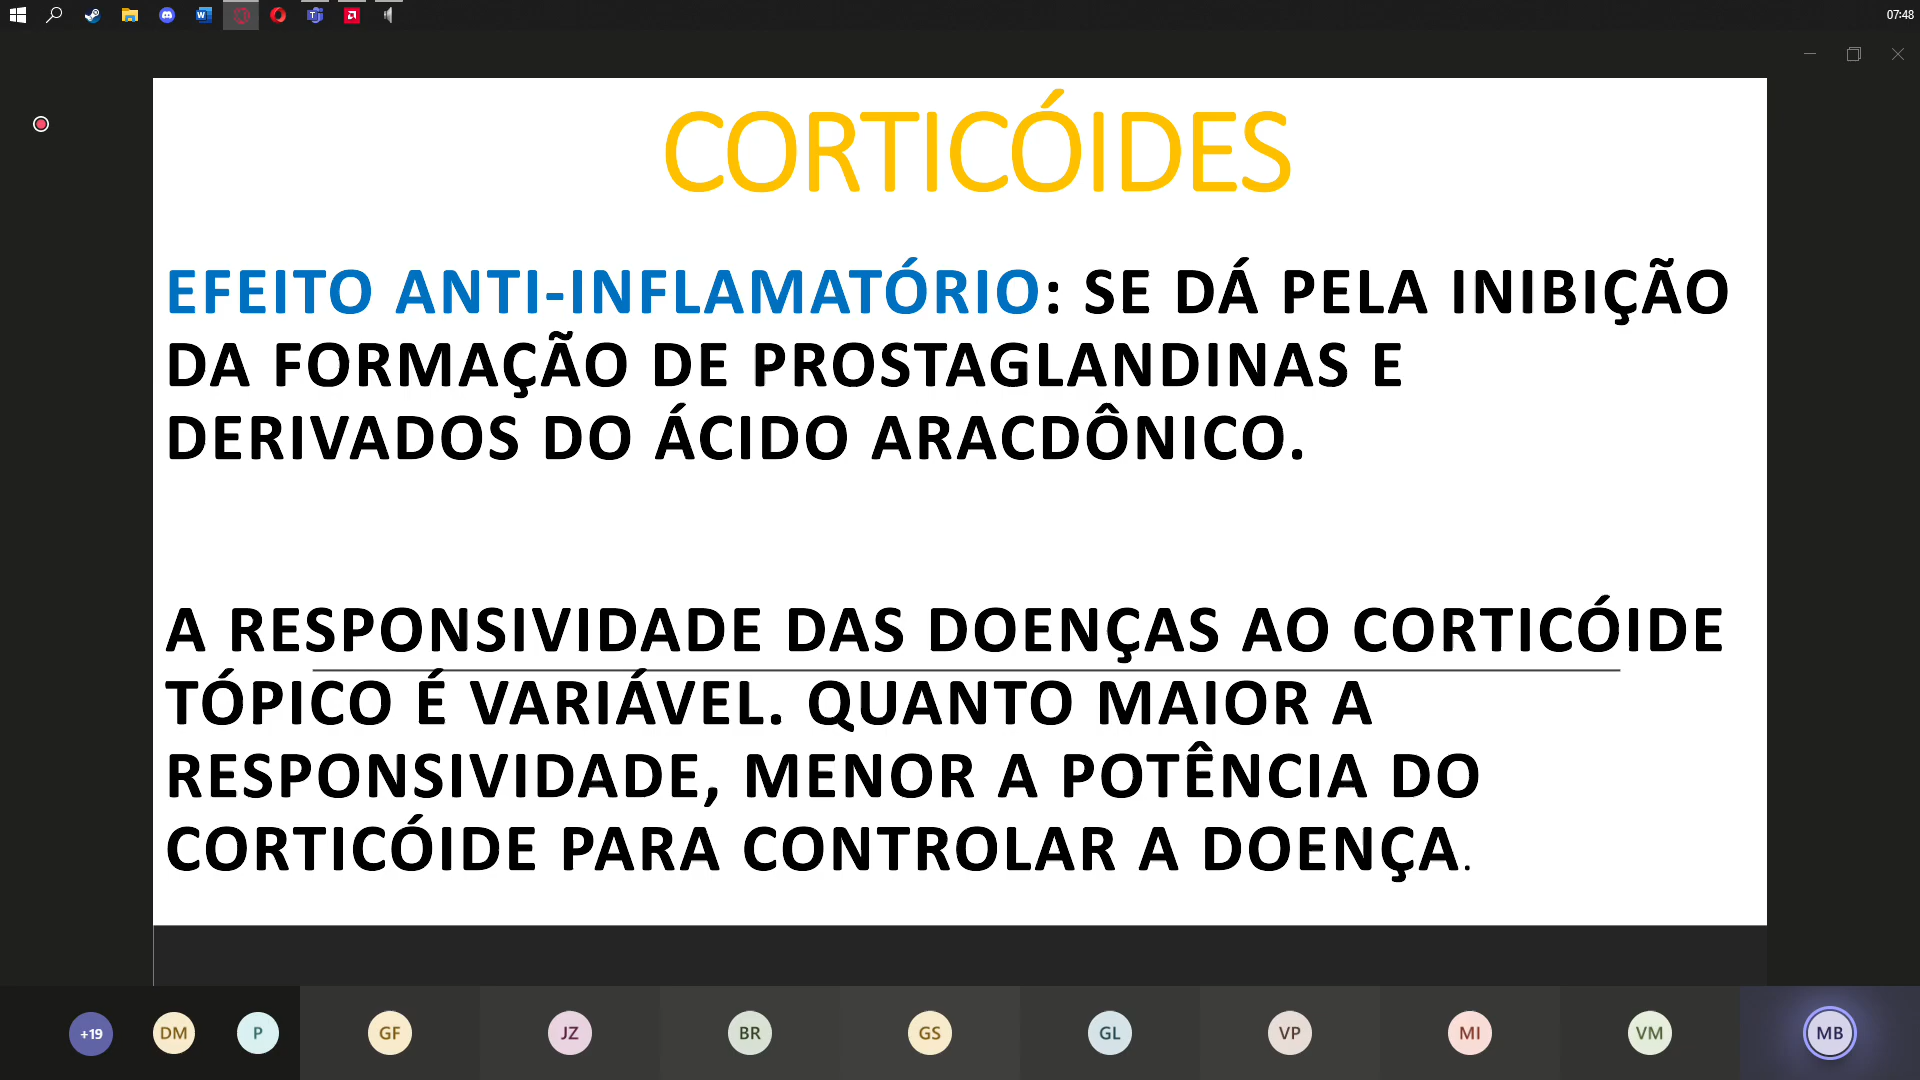 07:48
CORTICÓIDES
EFEITO ANTI-INFLAMATÓRIO: SE DÁ PELA INIBIÇÃO
DA FORMAÇÃO DE PROSTAGLANDINAS E
DERIVADOS DO ÁCIDO ARACDÔNICO.
A RESPONSIVIDADE DAS DOENÇAS AO CORTICÓIDE
TÓPICO É VARIÁVEL. QUANTO MAIOR A
RESPONSIVIDADE, MENOR A POTÊNCIA DO
CORTICÓIDE PARA CONTROLAR A DOENÇA.
+19 DM P GF JZ BR GS GL VP MI VM MB